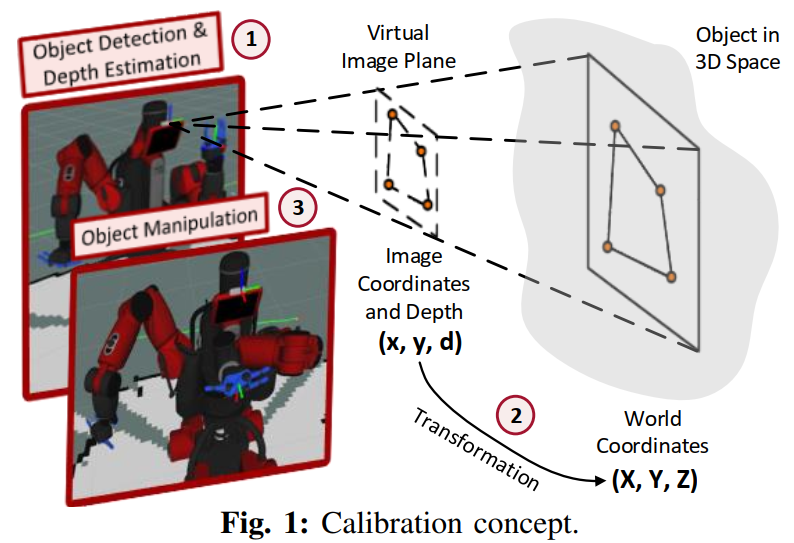 Object Detection &
Depth Estimation
1
Virtual
Image Plane
Object in
3D Space
Object Manipulation
3
Image
Coordinates
and Depth
(x, y, d)
2
Transformation
World
Coordinates
(X, Y, Z)
Fig. 1: Calibration concept.